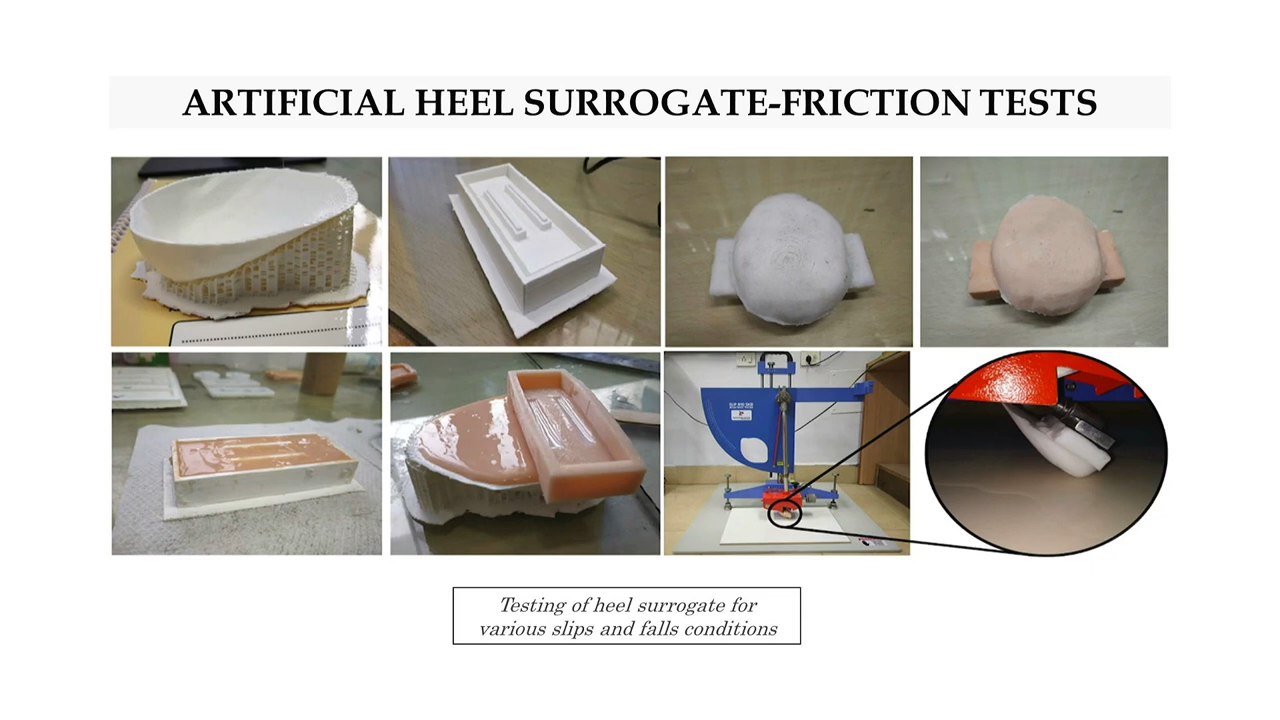 ARTIFICIAL HEEL SURROGATE-FRICTION TESTS
Testing of heel surrogate for
various slips and falls conditions